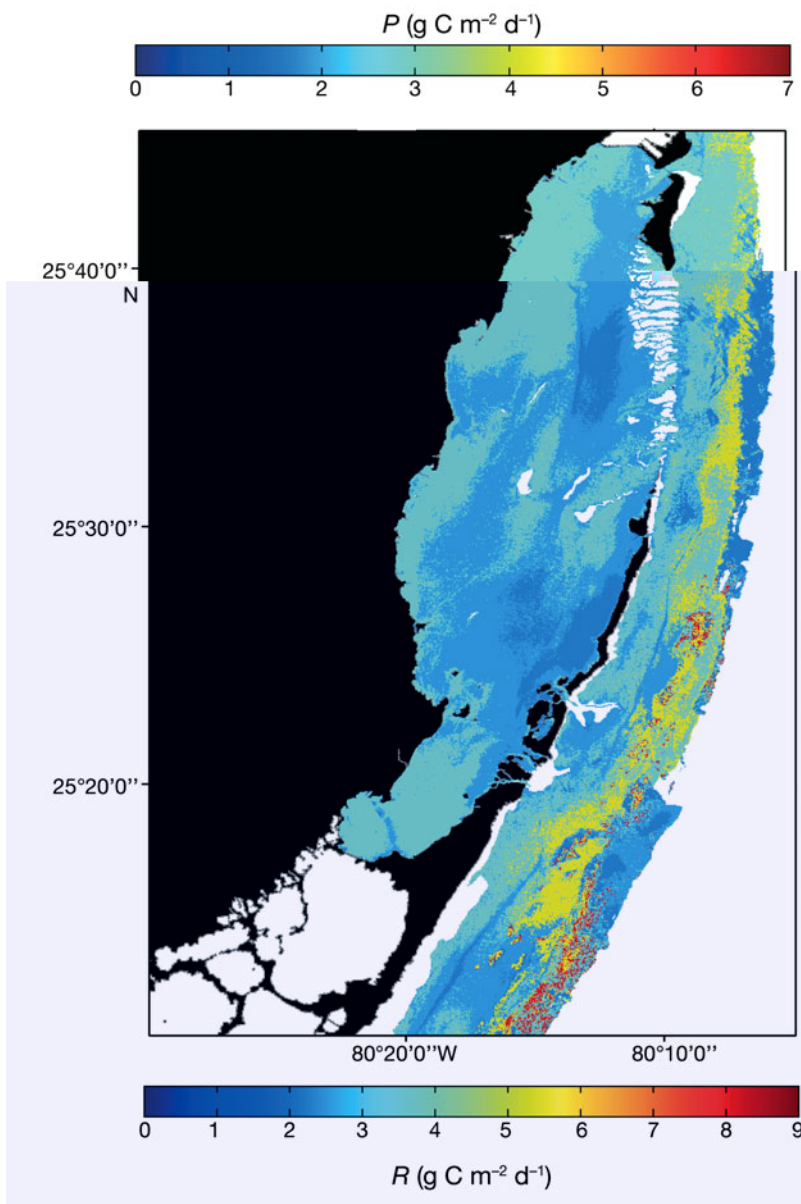 P (g C m⁻² d⁻¹)
0 1 2 3 4 5 6 7
25°40'0''
N
25°30'0''
25°20'0''
80°20'0''W 80°10'0''
0 1 2 3 4 5 6 7 8 9
R (g C m⁻² d⁻¹)